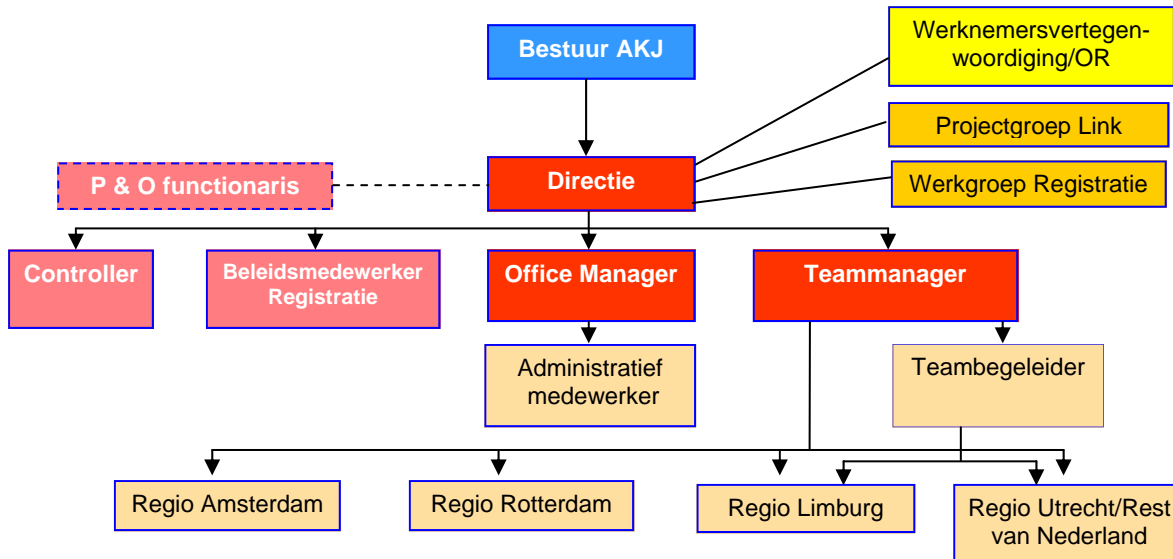 Bestuur AKJ
Werknemersvertegen-
woordiging/OR
Projectgroep Link
P & O functionaris
Directie
Werkgroep Registratie
Controller
Beleidsmedewerker
Registratie
Office Manager
Teammanager
Administratief
medewerker
Teambegeleider
Regio Amsterdam
Regio Rotterdam
Regio Limburg
Regio Utrecht/Rest
van Nederland